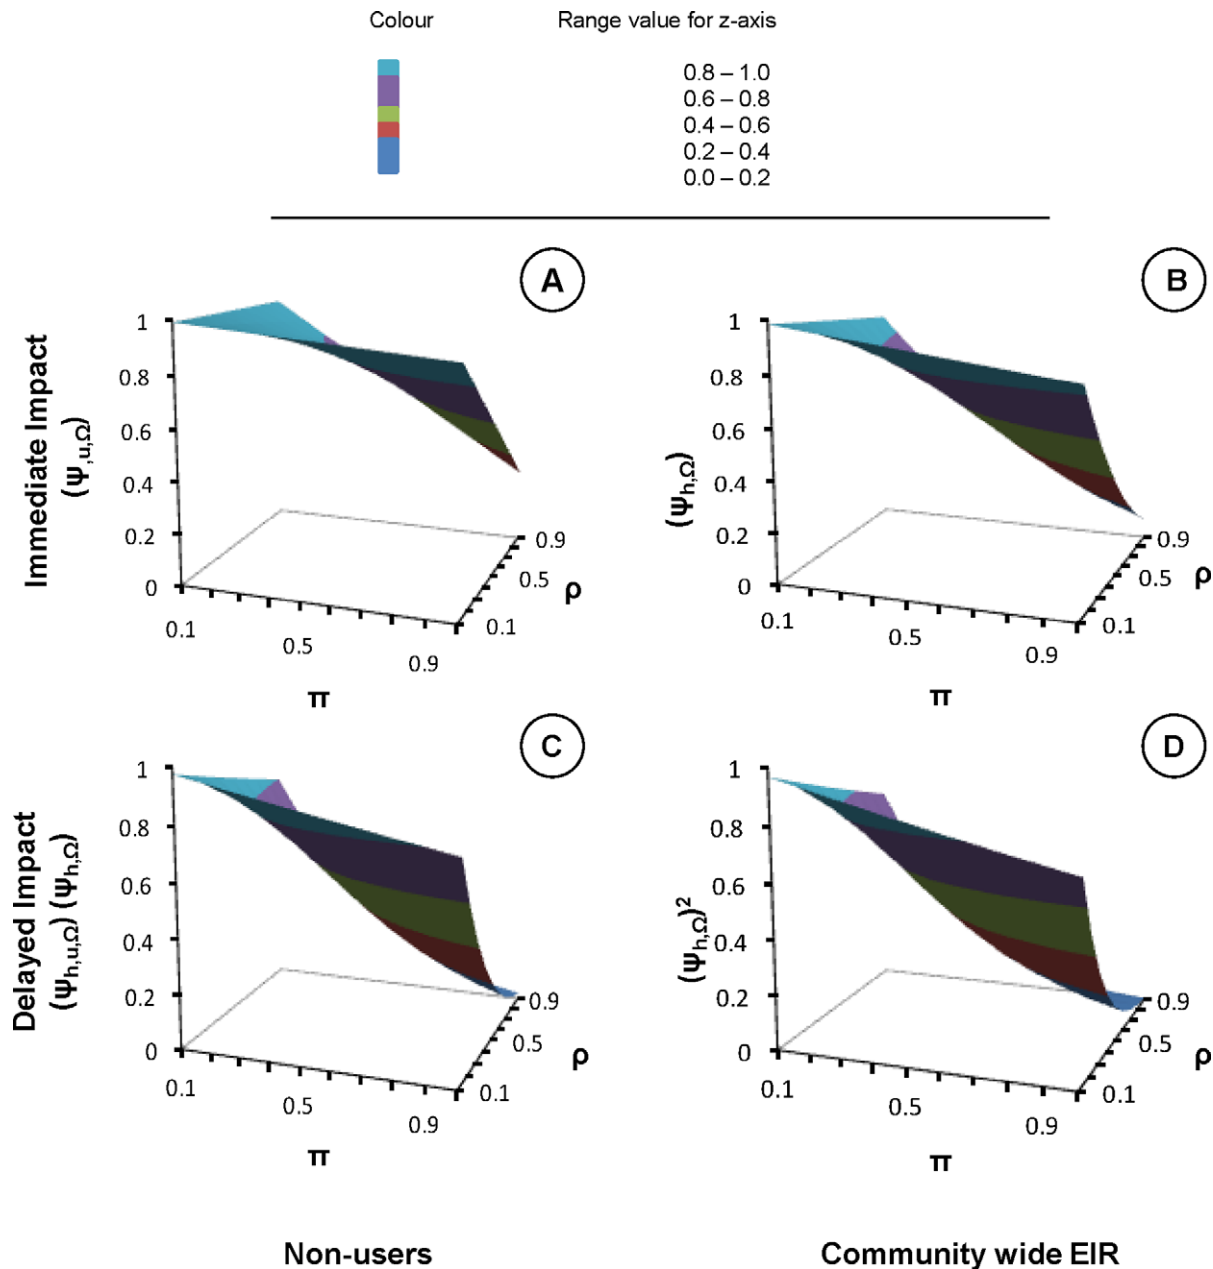 Colour Range value for z-axis
0.8 – 1.0
0.6 – 0.8
0.4 – 0.6
0.2 – 0.4
0.0 – 0.2
A
Immediate Impact
(Ψ,u,Ω)
1
0.8
0.6
0.4
0.2
0
0.1
0.5
0.9
π
0.1
0.5
0.9
ρ
B
(Ψh,Ω)
1
0.8
0.6
0.4
0.2
0
0.1
0.5
0.9
π
0.1
0.5
0.9
ρ
C
Delayed Impact
(Ψh,u,Ω) (Ψh,Ω)
1
0.8
0.6
0.4
0.2
0
0.1
0.5
0.9
π
0.1
0.5
0.9
ρ
D
(Ψh,Ω)²
1
0.8
0.6
0.4
0.2
0
0.1
0.5
0.9
π
0.1
0.5
0.9
ρ
Non-users Community wide EIR